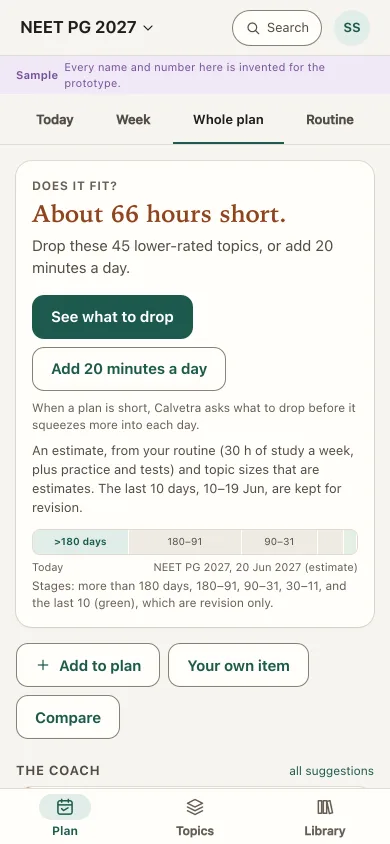 NEET PG 2027
Search
SS
Sample
Every name and number here is invented for the
prototype.
Today
Week
Whole plan
Routine
DOES IT FIT?
About 66 hours short.
Drop these 45 lower-rated topics, or add 20
minutes a day.
See what to drop
Add 20 minutes a day
When a plan is short, Calvetra asks what to drop before it
squeezes more into each day.
An estimate, from your routine (30 h of study a week,
plus practice and tests) and topic sizes that are
estimates. The last 10 days, 10–19 Jun, are kept for
revision.
>180 days
180–91
90–31
Today
NEET PG 2027, 20 Jun 2027 (estimate)
Stages: more than 180 days, 180–91, 90–31, 30–11, and
the last 10 (green), which are revision only.
+ Add to plan
Your own item
Compare
THE COACH
all suggestions
Plan
Topics
Library